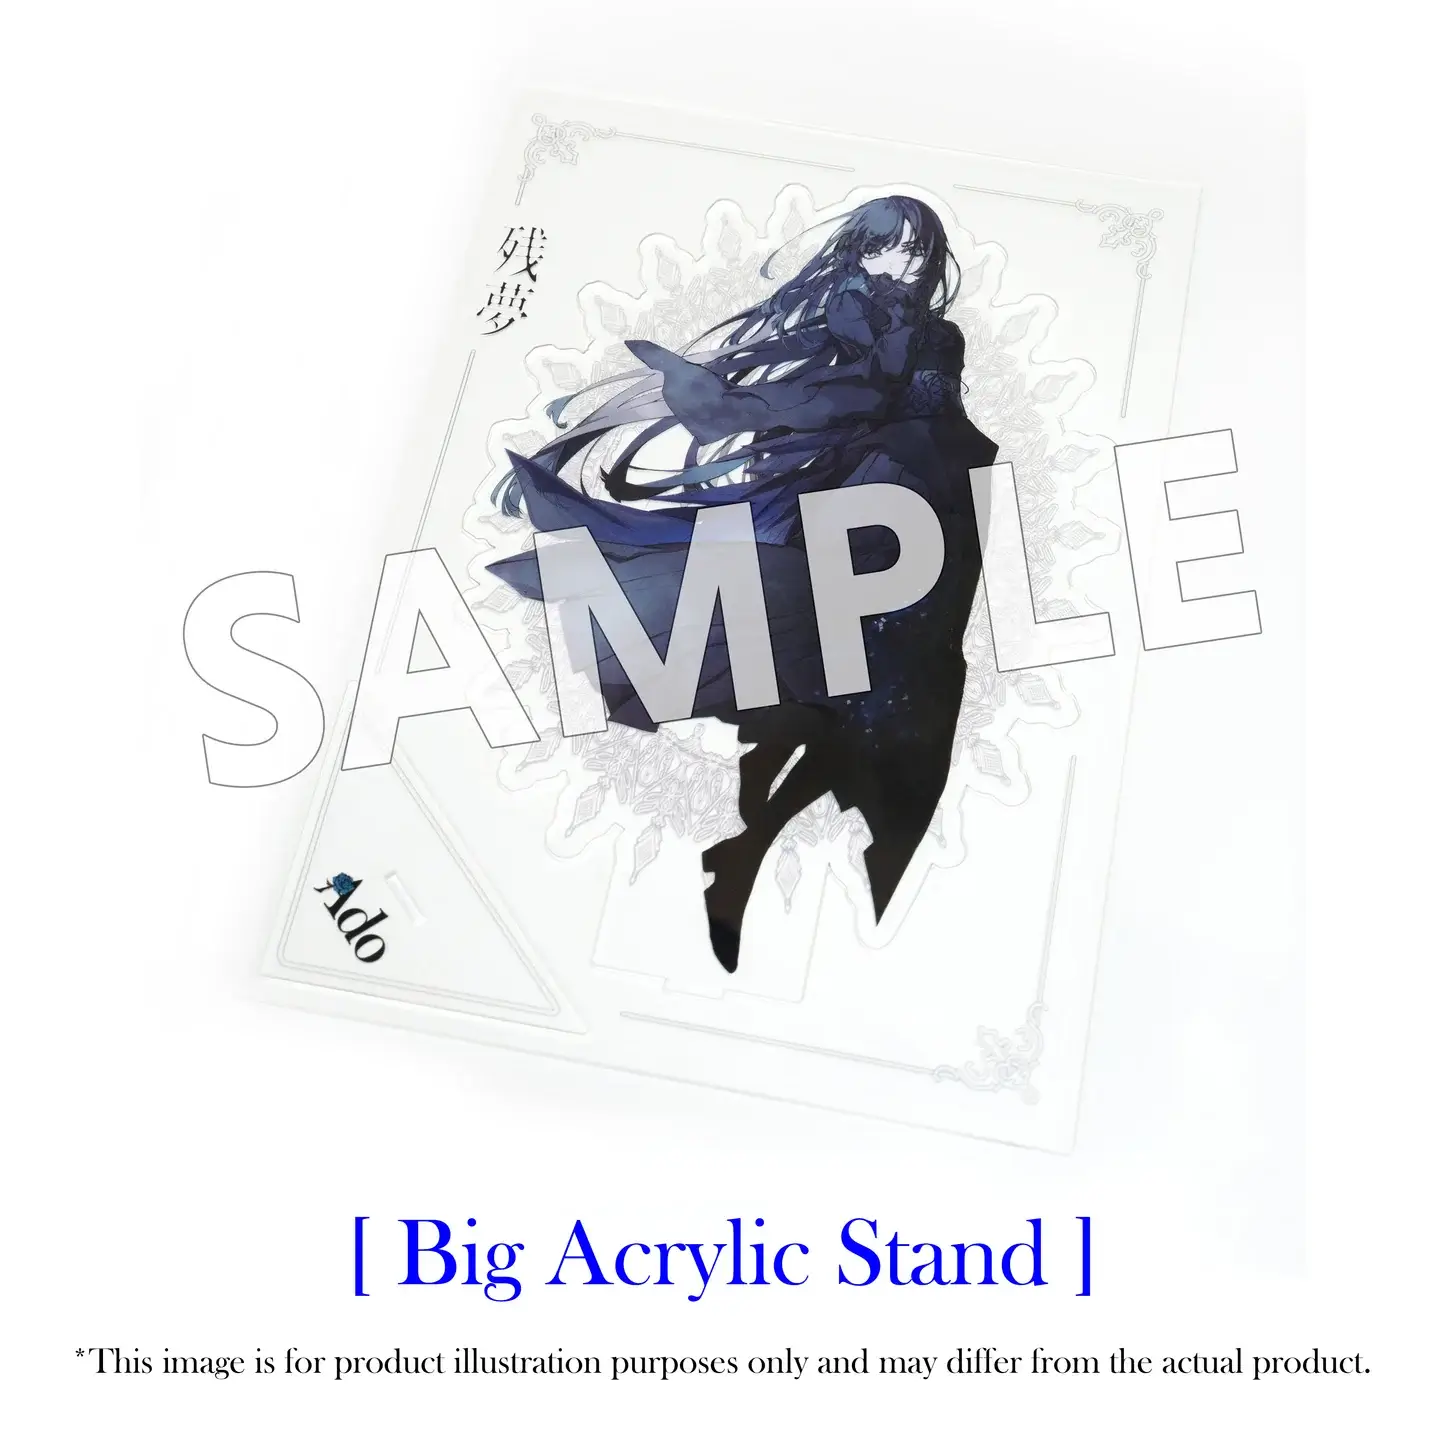 残夢
SAMPLE
Ado
[ Big Acrylic Stand ]
*This image is for product illustration purposes only and may differ from the actual product.